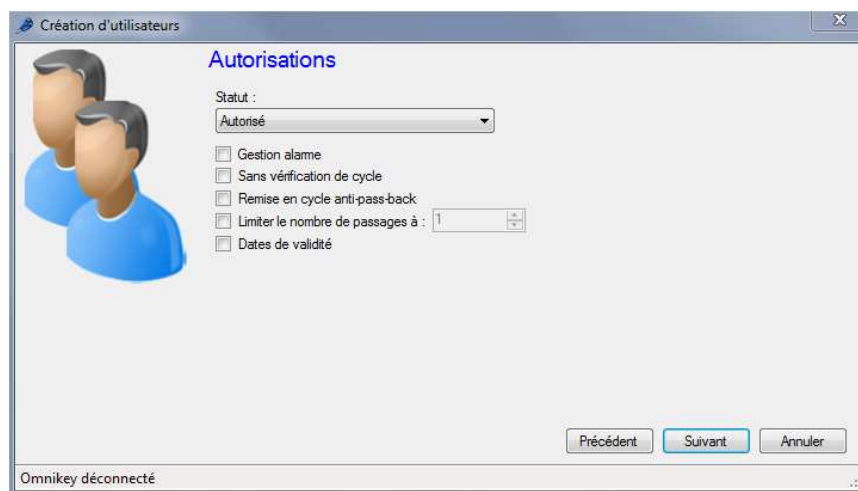 Création d'utilisateurs
Autorisations
Statut :
Autorisé
Gestion alarme
Sans vérification de cycle
Remise en cycle anti-pass-back
Limiter le nombre de passages à : 1
Dates de validité
Précédent Suivant Annuler
Omnikey déconnecté